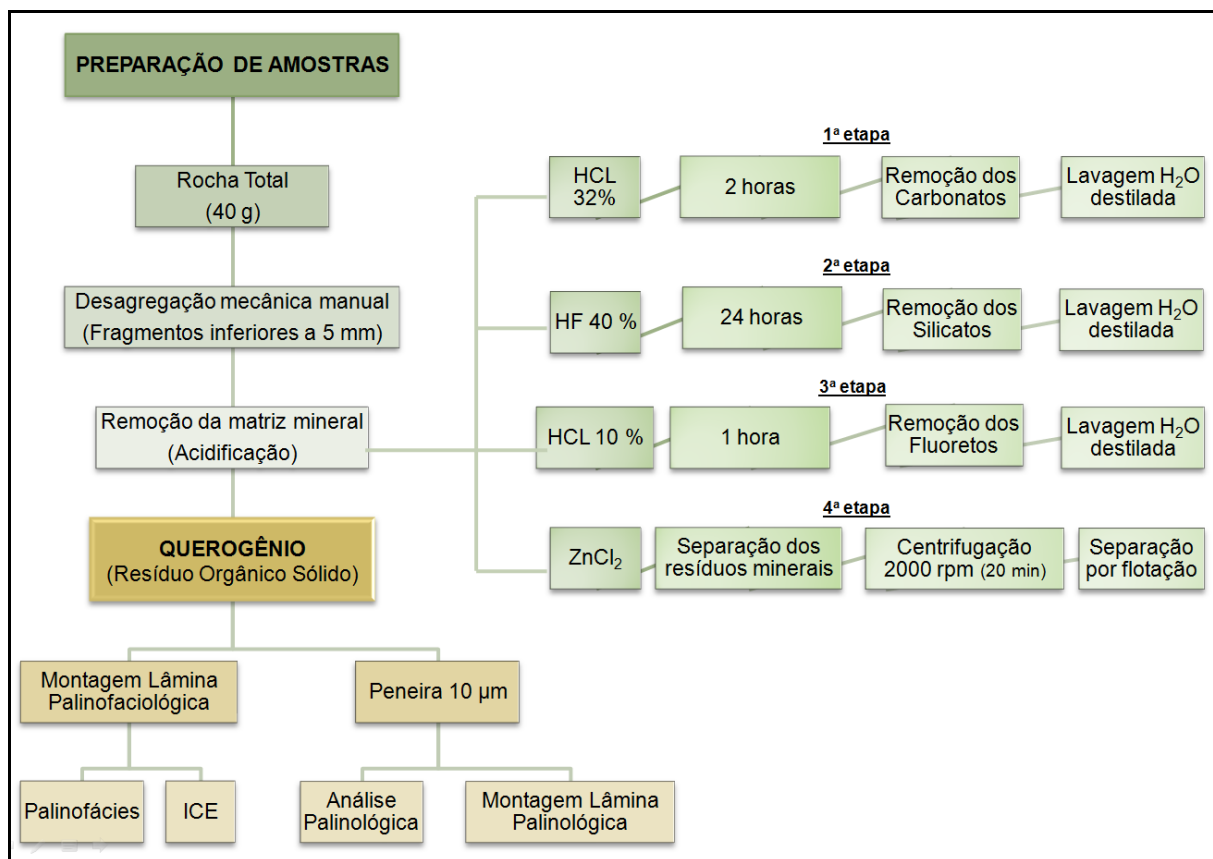 PREPARAÇÃO DE AMOSTRAS
Rocha Total
(40 g)
Desagregação mecânica manual
(Fragmentos inferiores a 5 mm)
Remoção da matriz mineral
(Acidificação)
1ª etapa
HCL
32%
2 horas
Remoção dos
Carbonatos
Lavagem H₂O
destilada
2ª etapa
HF 40 %
24 horas
Remoção dos
Silicatos
Lavagem H₂O
destilada
3ª etapa
HCL 10 %
1 hora
Remoção dos
Fluoretos
Lavagem H₂O
destilada
4ª etapa
ZnCl₂
Separação dos
resíduos minerais
Centrifugação
2000 rpm (20 min)
Separação
por flotação
QUEROGÊNIO
(Resíduo Orgânico Sólido)
Montagem Lâmina
Palinofaciológica
Peneira 10 µm
Palinofácies
ICE
Análise
Palinológica
Montagem Lâmina
Palinológica